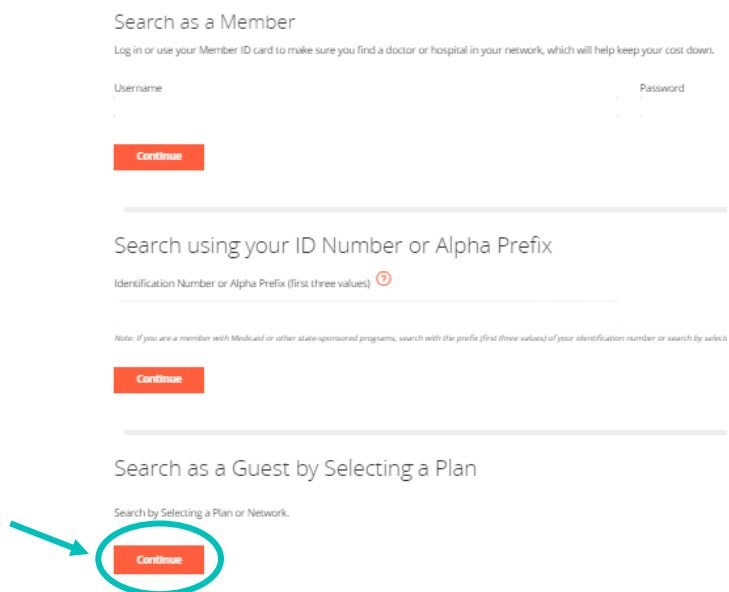 Search as a Member
Log in or use your Member ID card to make sure you find a doctor or hospital in your network, which will help keep your cost down.
Username Password
Continue
Search using your ID Number or Alpha Prefix
Identification Number or Alpha Prefix (first three values) ?
Note: If you are a member with Medicaid or other state-sponsored programs, search with the prefix (first three values) of your identification number or search by selecti
Continue
Search as a Guest by Selecting a Plan
Search by Selecting a Plan or Network.
Continue